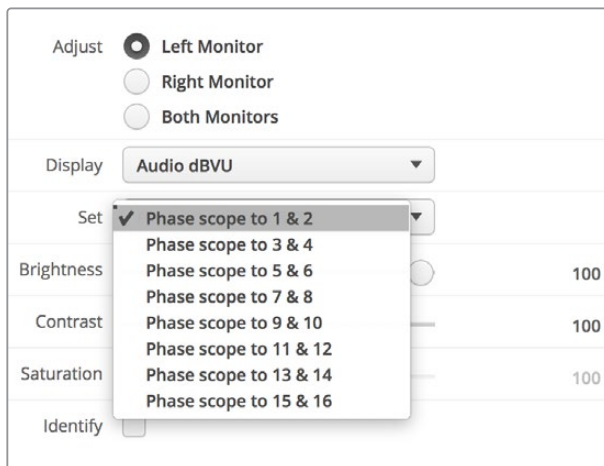 Adjust Left Monitor
Right Monitor
Both Monitors
Display Audio dBVU
Set ✓ Phase scope to 1 & 2
Phase scope to 3 & 4
Brightness Phase scope to 5 & 6 100
Phase scope to 7 & 8
Contrast Phase scope to 9 & 10 100
Phase scope to 11 & 12
Saturation Phase scope to 13 & 14 100
Phase scope to 15 & 16
Identify